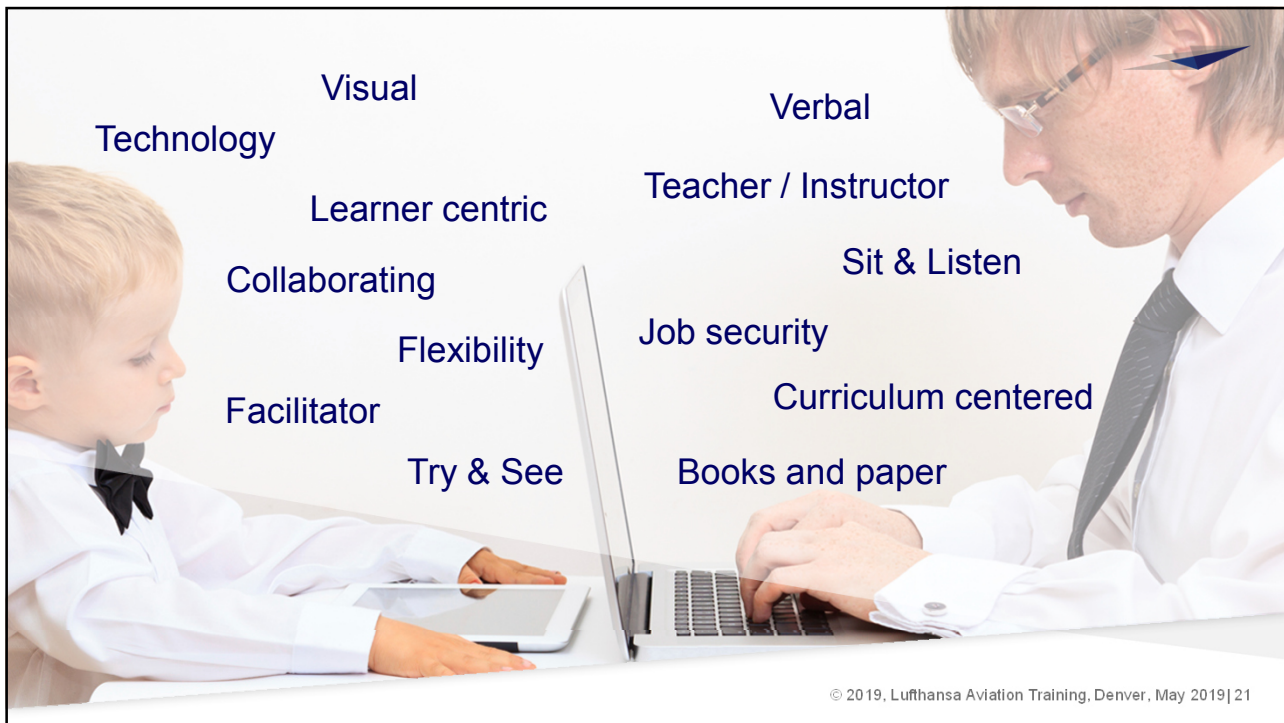 Visual
Technology
Learner centric
Collaborating
Flexibility
Facilitator
Try & See
Verbal
Teacher / Instructor
Sit & Listen
Job security
Curriculum centered
Books and paper
© 2019, Lufthansa Aviation Training, Denver, May 2019| 21